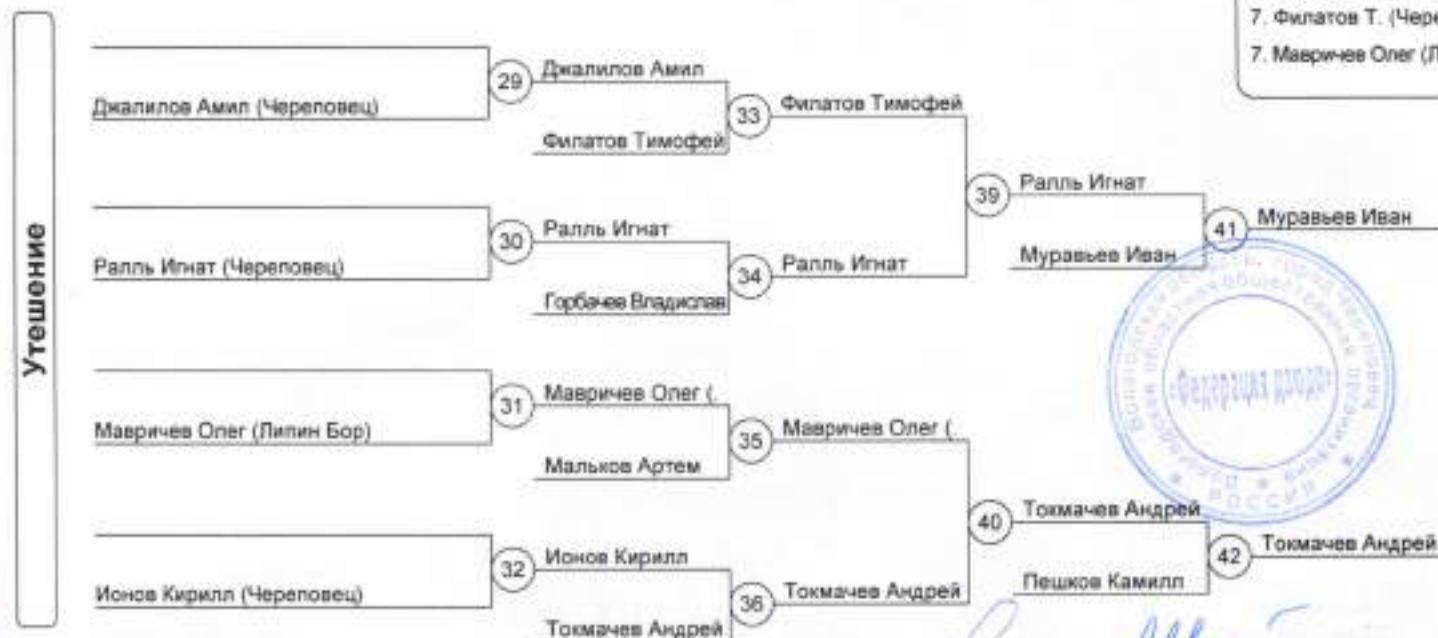 7. Филатов Т. (Чере
7. Мавричев Олег (Л
Утешение
Джалилов Амил (Череповец)
29
Джалилов Амил
Филатов Тимофей
33
Филатов Тимофей
Ралль Игнат (Череповец)
30
Ралль Игнат
Горбачев Владислав
34
Ралль Игнат
39
Ралль Игнат
Муравьев Иван
41
Муравьев Иван
Мавричев Олег (Липин Бор)
31
Мавричев Олег (.
Мальков Артем
35
Мавричев Олег (.
Ионов Кирилл (Череповец)
32
Ионов Кирилл
Токмачев Андрей
36
Токмачев Андрей
40
Токмачев Андрей
Пешков Камилл
42
Токмачев Андрей
РОССИЯ